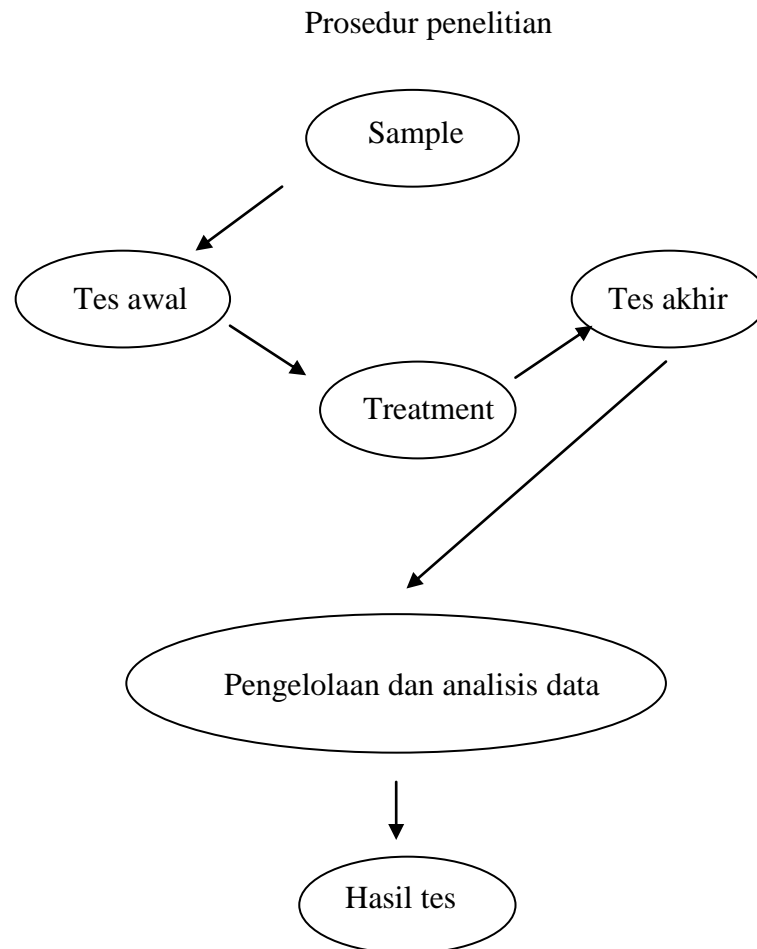 Prosedur penelitian
Sample
Tes awal
Tes akhir
Treatment
Pengelolaan dan analisis data
Hasil tes